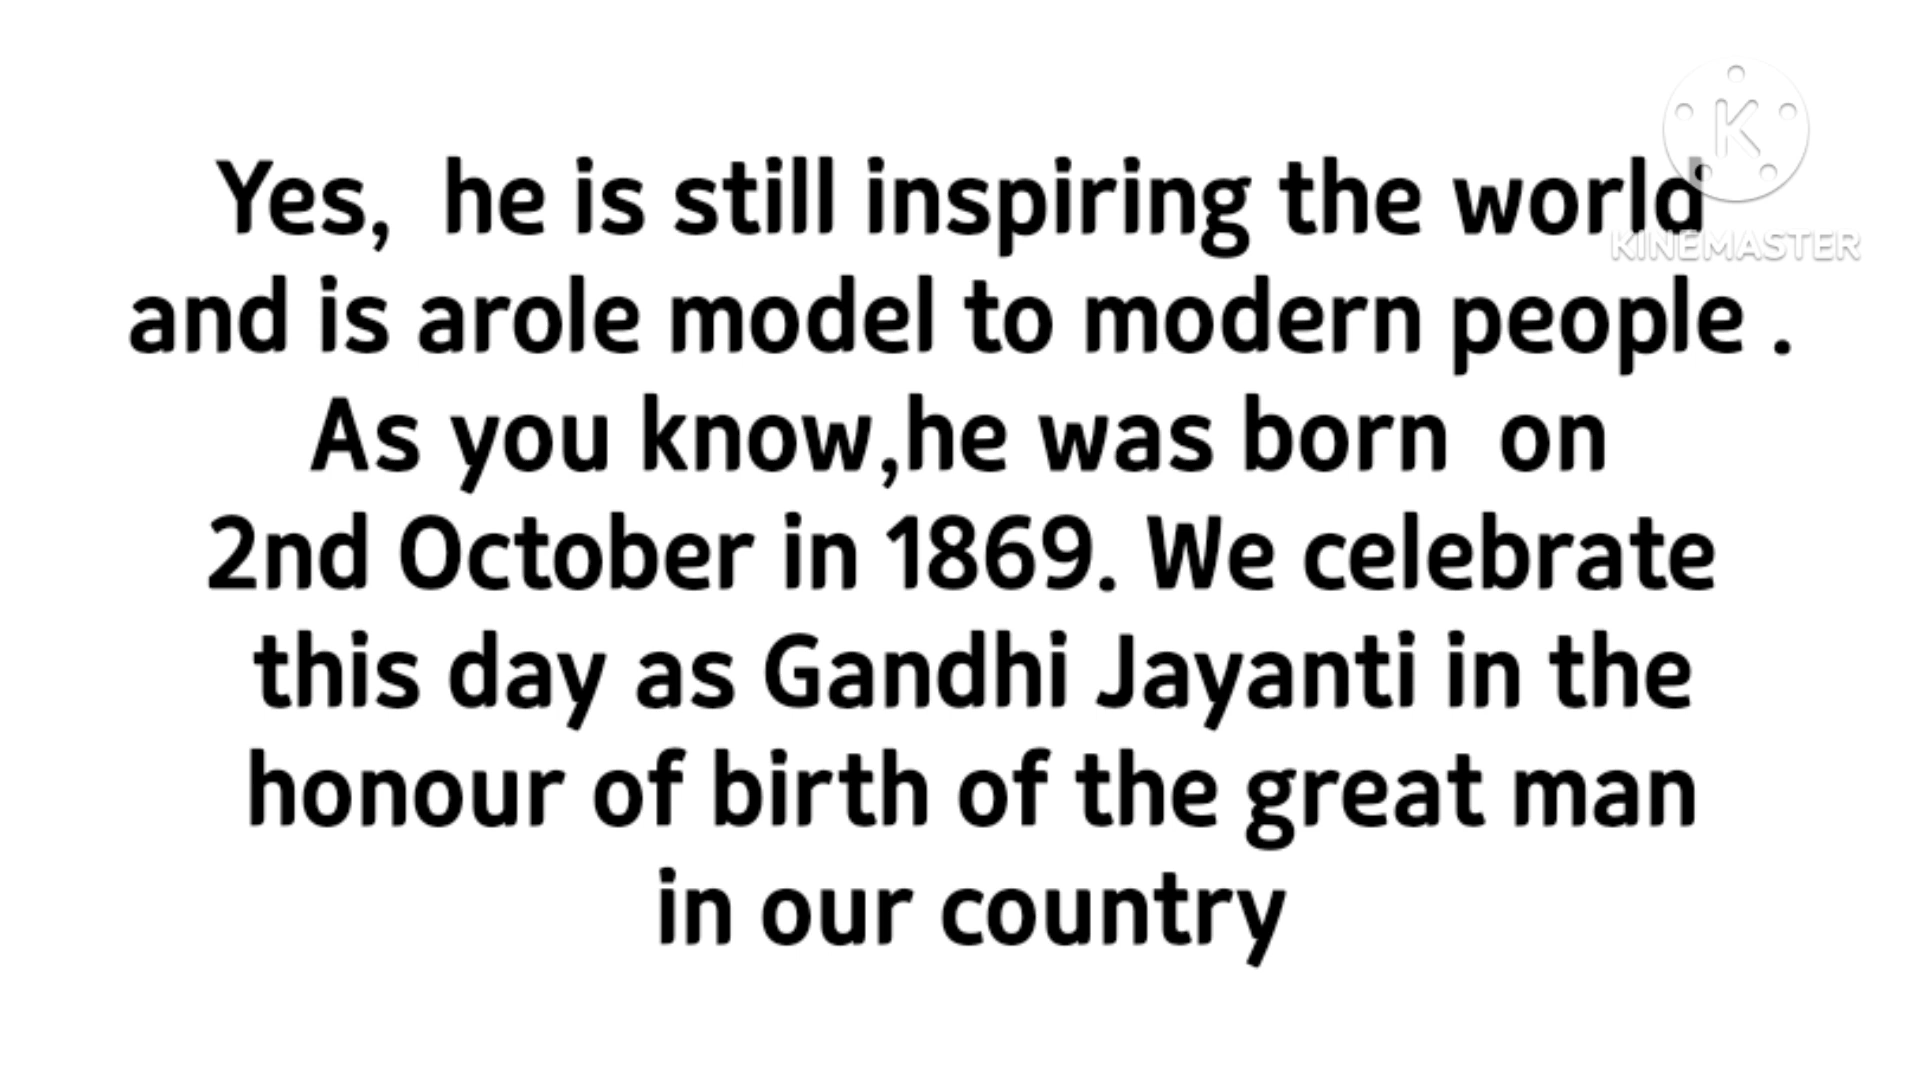 K
KINEMASTER
Yes, he is still inspiring the world
and is arole model to modern people .
As you know,he was born on
2nd October in 1869. We celebrate
this day as Gandhi Jayanti in the
honour of birth of the great man
in our country